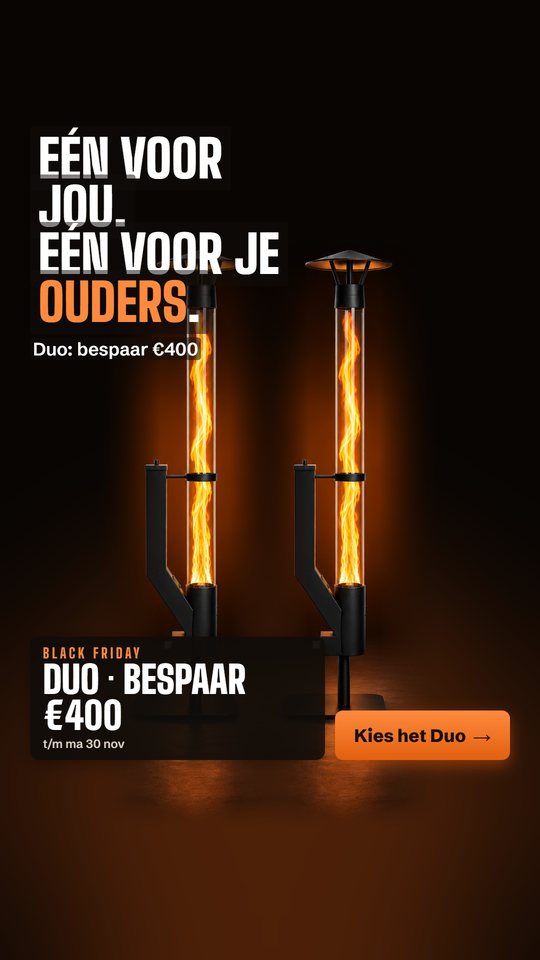 EÉN VOOR
JOU.
EÉN VOOR JE
OUDERS.
Duo: bespaar €400
BLACK FRIDAY
DUO · BESPAAR
€400
t/m ma 30 nov
Kies het Duo →